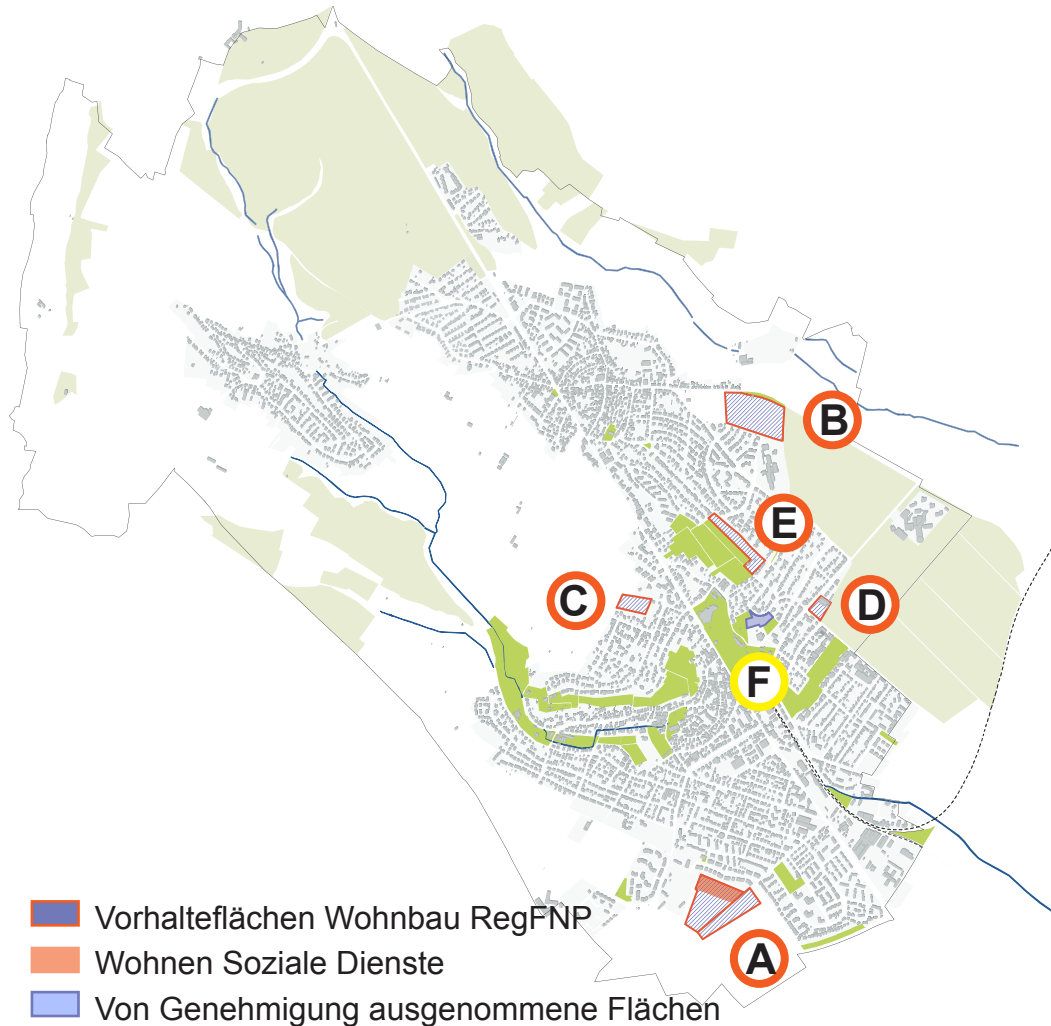 B
E
C
D
F
A
Vorhalteflächen Wohnbau RegFNP
Wohnen Soziale Dienste
Von Genehmigung ausgenommene Flächen